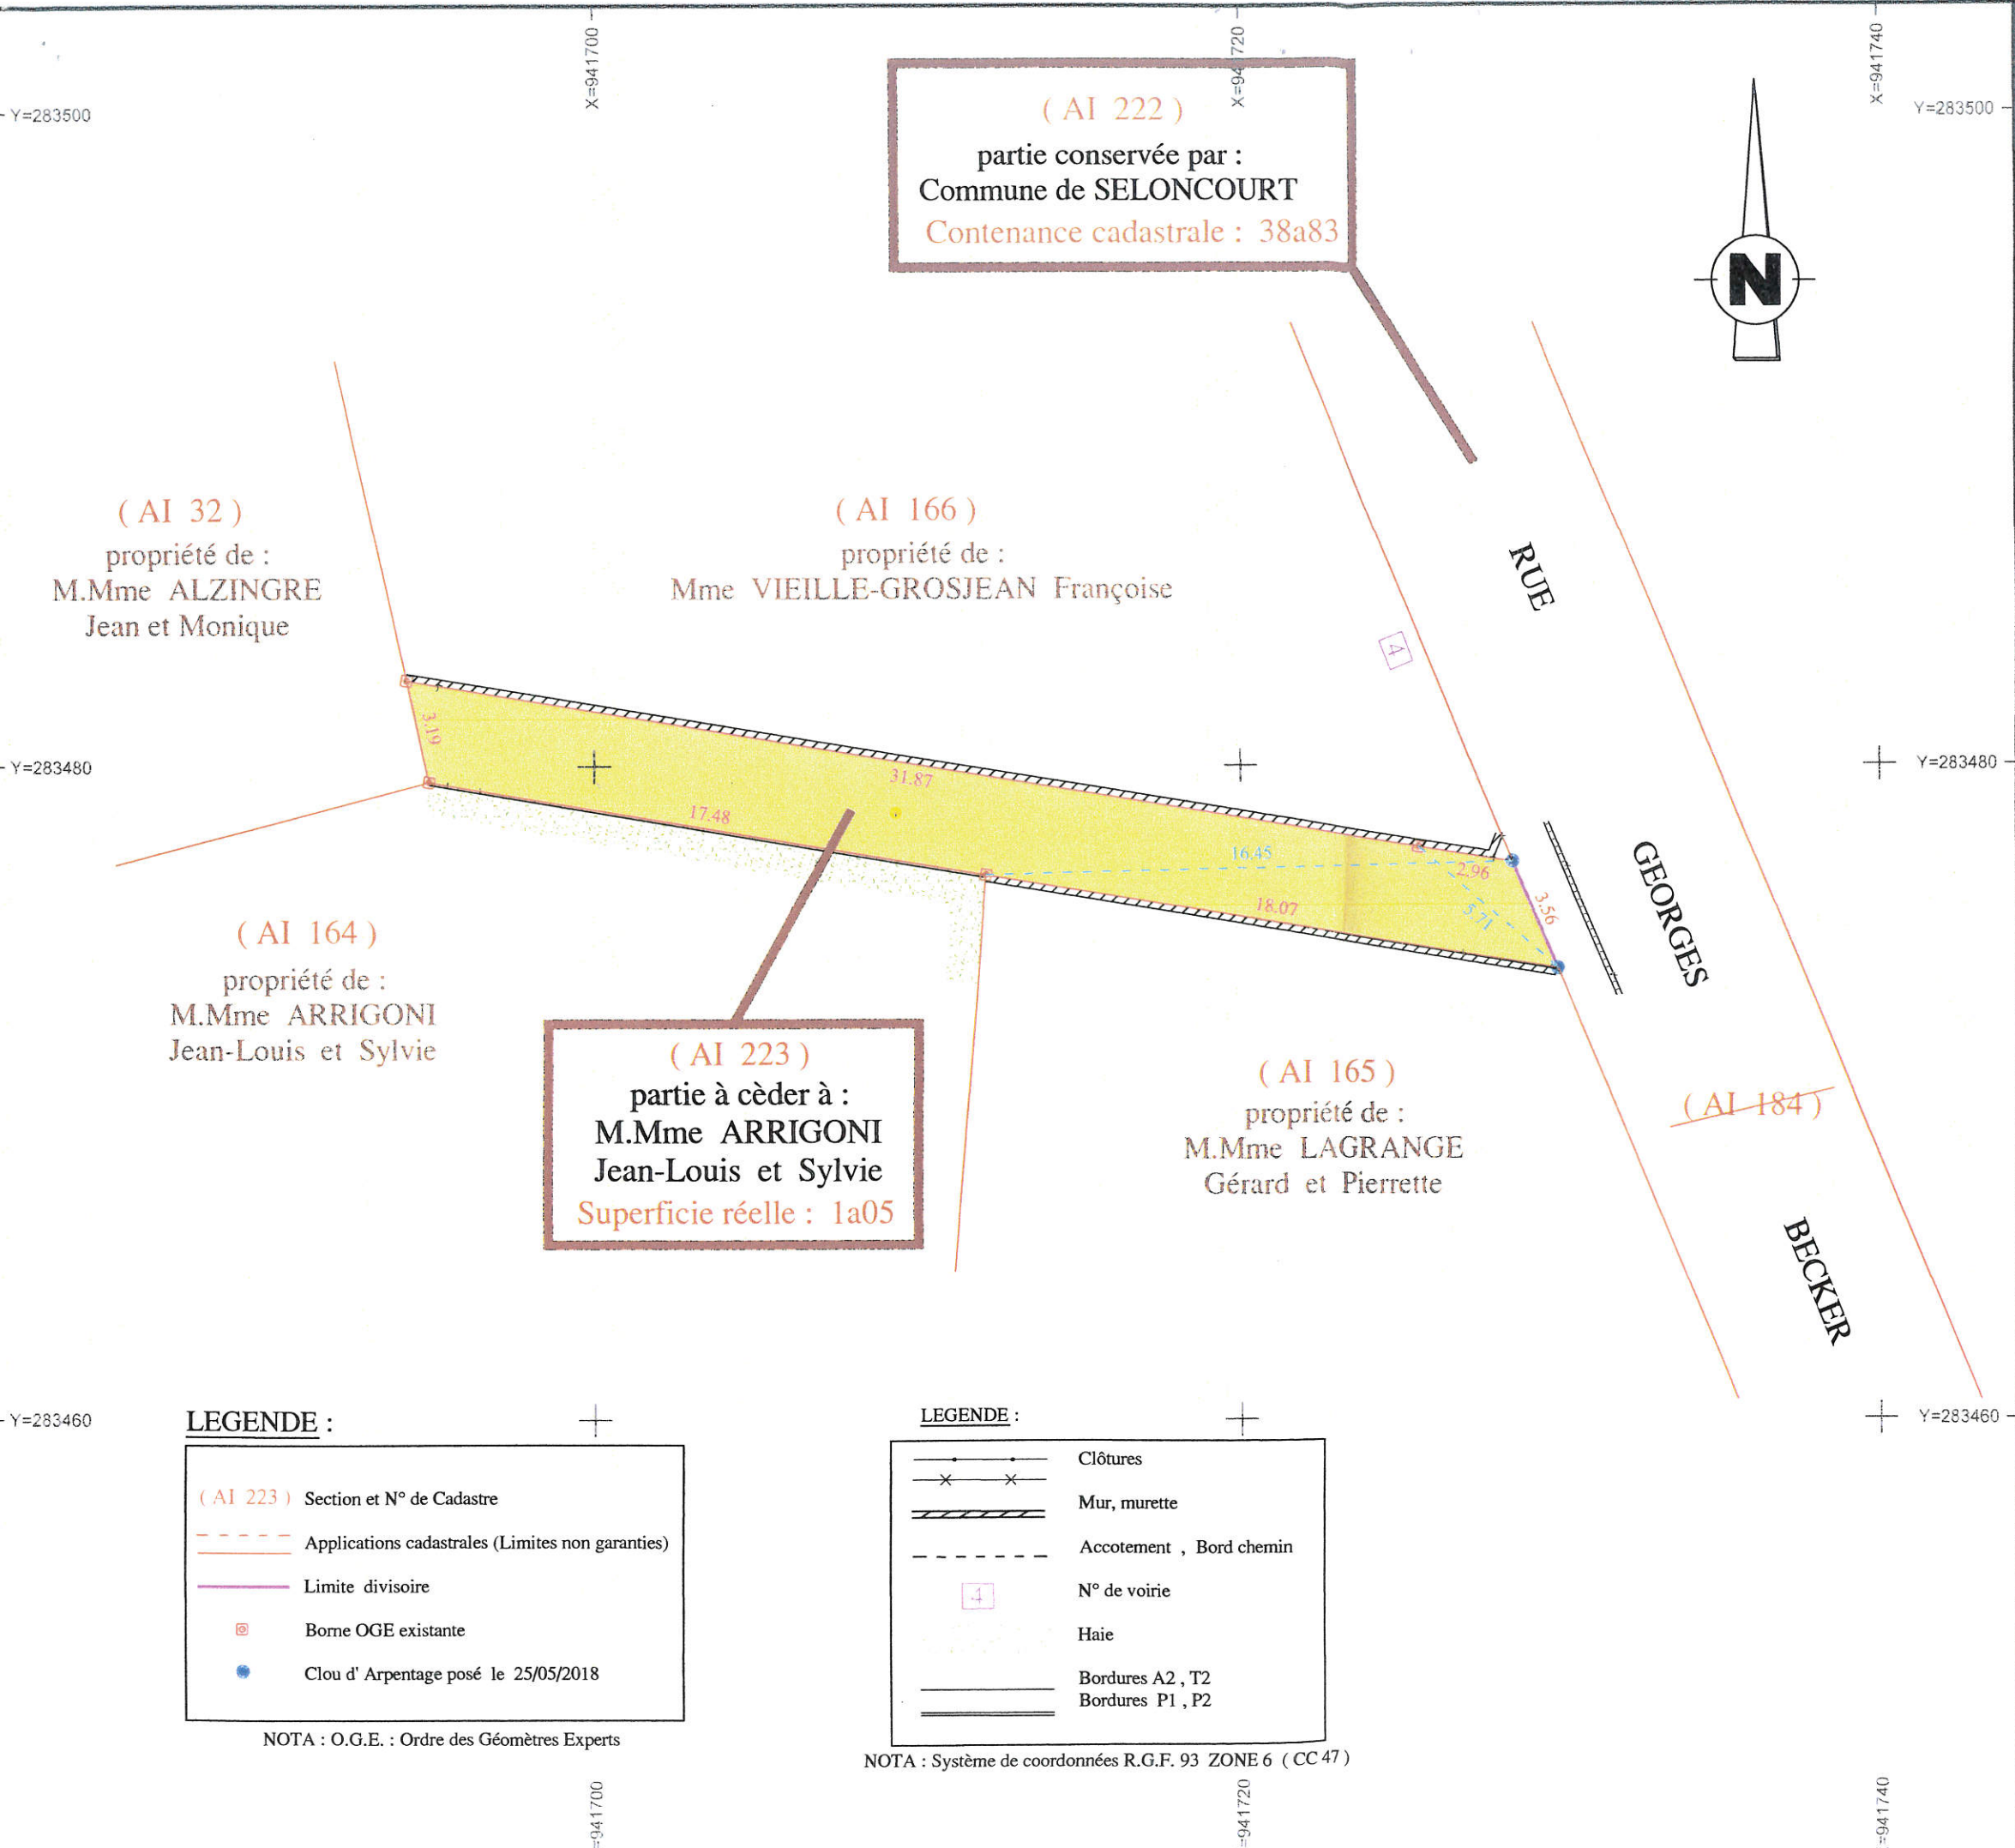 X=941700
X=941720
X=941740
Y=283500
Y=283500
( AI 222 )
partie conservée par :
Commune de SELONCOURT
Contenance cadastrale : 38a83
N
( AI 32 )
propriété de :
M.Mme ALZINGRE
Jean et Monique
( AI 166 )
propriété de :
Mme VIEILLE-GROSJEAN Françoise
RUE
4
3.19
Y=283480
Y=283480
31.87
17.48
16.45
2.96
3.56
18.07
5.71
GEORGES
( AI 164 )
propriété de :
M.Mme ARRIGONI
Jean-Louis et Sylvie
( AI 223 )
partie à cèder à :
M.Mme ARRIGONI
Jean-Louis et Sylvie
Superficie réelle : 1a05
( AI 165 )
propriété de :
M.Mme LAGRANGE
Gérard et Pierrette
( AI 184 )
BECKER
Y=283460
Y=283460
LEGENDE :
( AI 223 ) Section et N° de Cadastre
Applications cadastrales (Limites non garanties)
Limite divisoire
Borne OGE existante
Clou d' Arpentage posé le 25/05/2018
NOTA : O.G.E. : Ordre des Géomètres Experts
LEGENDE :
Clôtures
Mur, murette
Accotement , Bord chemin
4 N° de voirie
Haie
Bordures A2 , T2
Bordures P1 , P2
NOTA : Système de coordonnées R.G.F. 93 ZONE 6 ( CC 47 )
=941700
=941720
=941740